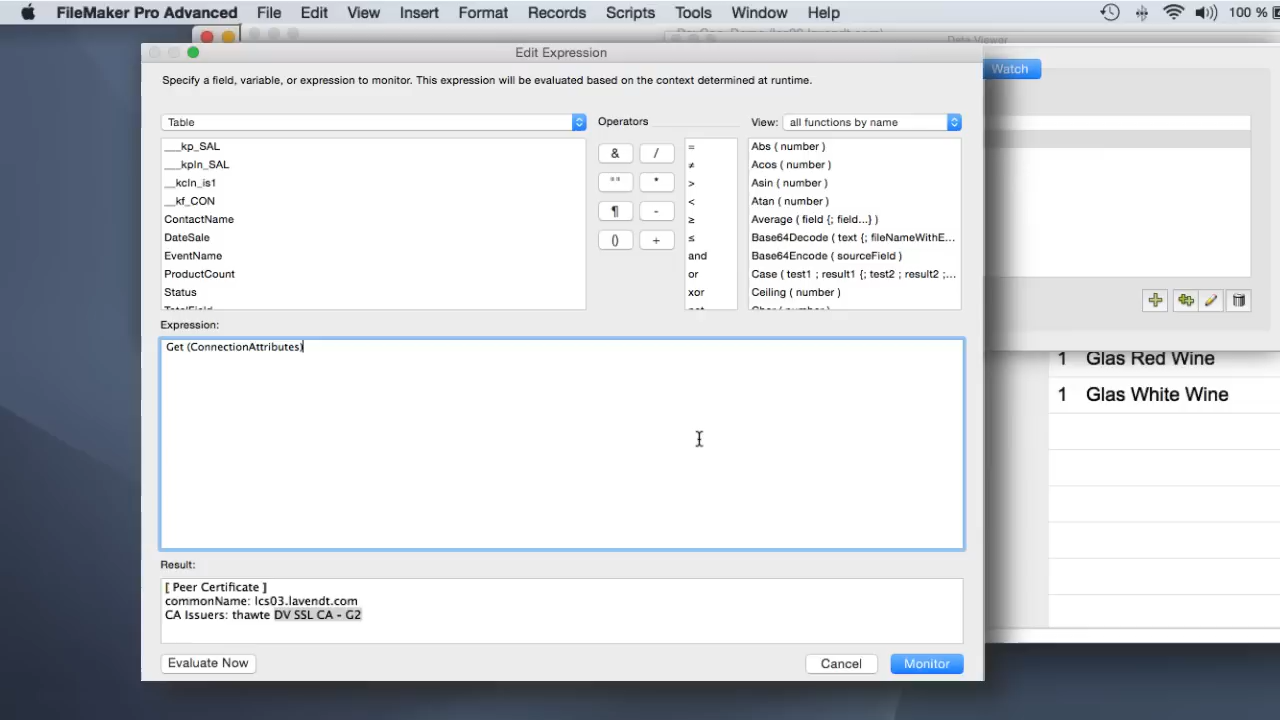 FileMaker Pro Advanced File Edit View Insert Format Records Scripts Tools Window Help 100 %
Edit Expression
Data Viewer
Specify a field, variable, or expression to monitor. This expression will be evaluated based on the context determined at runtime.
Watch
Table
Operators
View: all functions by name
___kp_SAL
___kpln_SAL
__kcln_is1
__kf_CON
ContactName
DateSale
EventName
ProductCount
Status
& /
"" *
¶ -
() +
=
≠
>
<
≥
≤
and
or
xor
Abs ( number )
Acos ( number )
Asin ( number )
Atan ( number )
Average ( field {; field...} )
Base64Decode ( text {; fileNameWithE...
Base64Encode ( sourceField )
Case ( test1 ; result1 {; test2 ; result2 ;...
Ceiling ( number )
Expression:
Get (ConnectionAttributes)
1 Glas Red Wine
1 Glas White Wine
Result:
[ Peer Certificate ]
commonName: lcs03.lavendt.com
CA Issuers: thawte DV SSL CA - G2
Evaluate Now
Cancel
Monitor